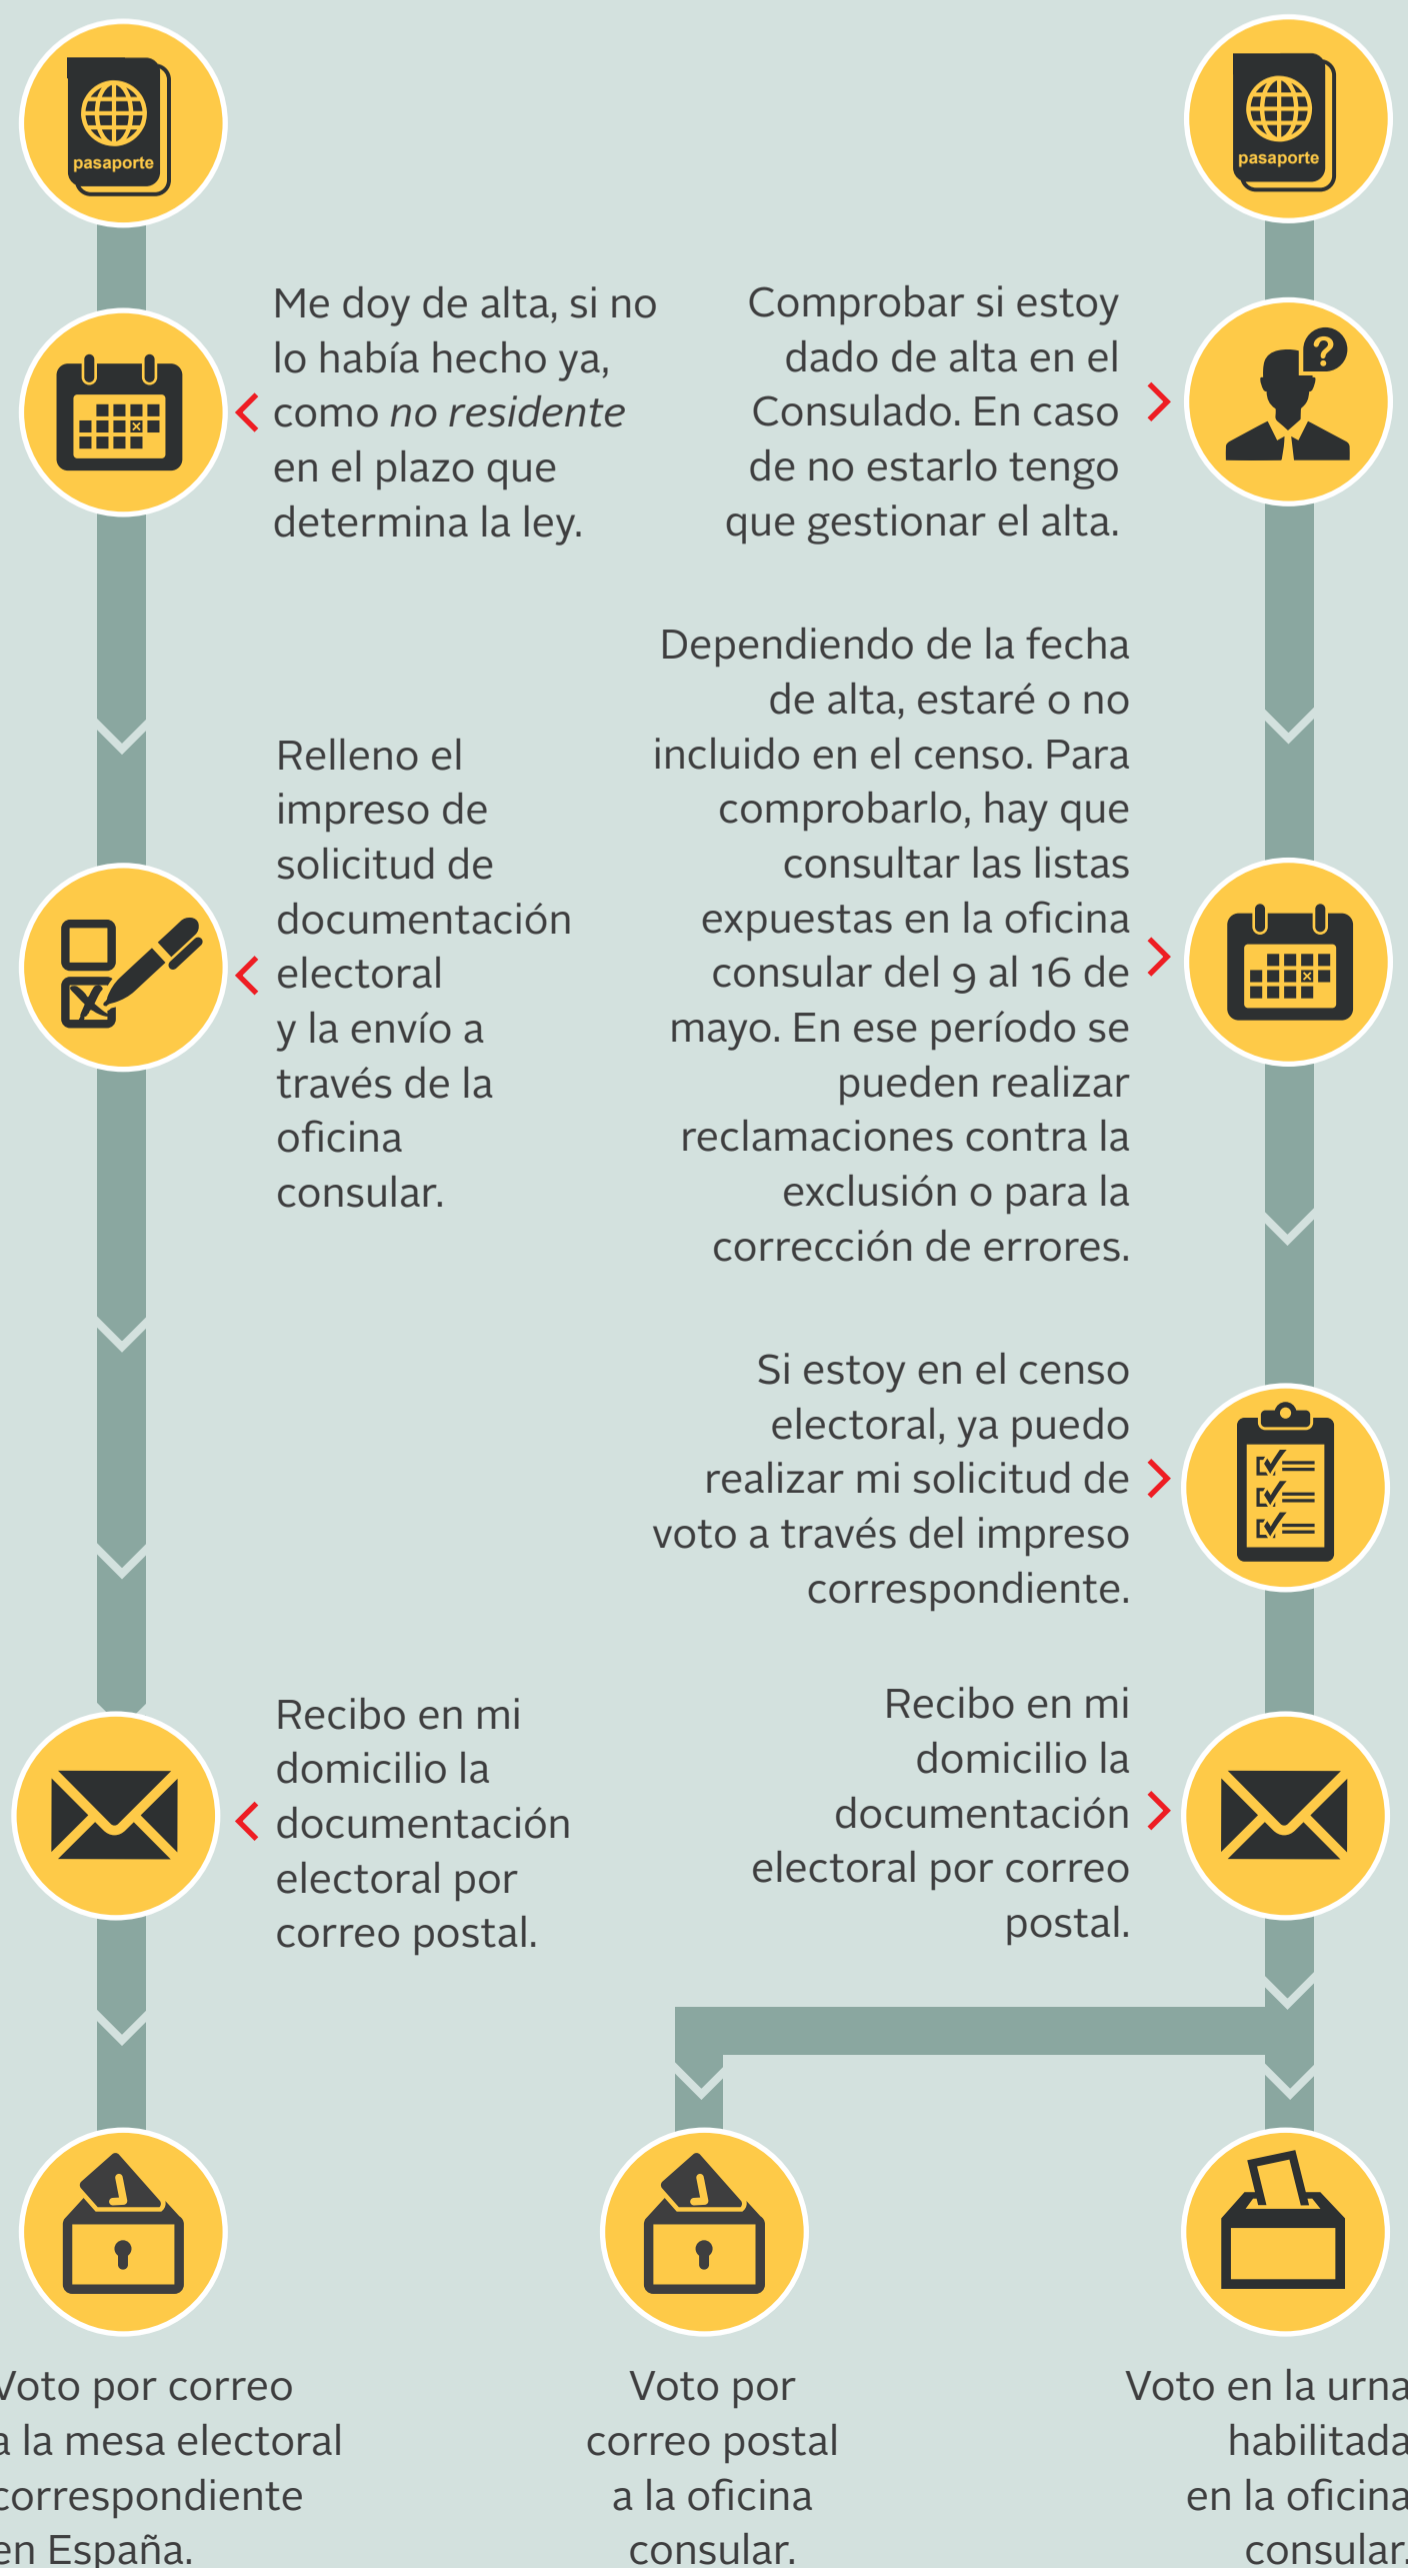 pasaporte
pasaporte
Me doy de alta, si no
lo había hecho ya,
como no residente
en el plazo que
determina la ley.
Comprobar si estoy
dado de alta en el
Consulado. En caso
de no estarlo tengo
que gestionar el alta.
Relleno el
impreso de
solicitud de
documentación
electoral
y la envío a
través de la
oficina
consular.
Dependiendo de la fecha
de alta, estaré o no
incluido en el censo. Para
comprobarlo, hay que
consultar las listas
expuestas en la oficina
consular del 9 al 16 de
mayo. En ese período se
pueden realizar
reclamaciones contra la
exclusión o para la
corrección de errores.
Si estoy en el censo
electoral, ya puedo
realizar mi solicitud de
voto a través del impreso
correspondiente.
Recibo en mi
domicilio la
documentación
electoral por
correo postal.
Recibo en mi
domicilio la
documentación
electoral por correo
postal.
Voto por correo
a la mesa electoral
correspondiente
en España.
Voto por
correo postal
a la oficina
consular.
Voto en la urna
habilitada
en la oficina
consular.